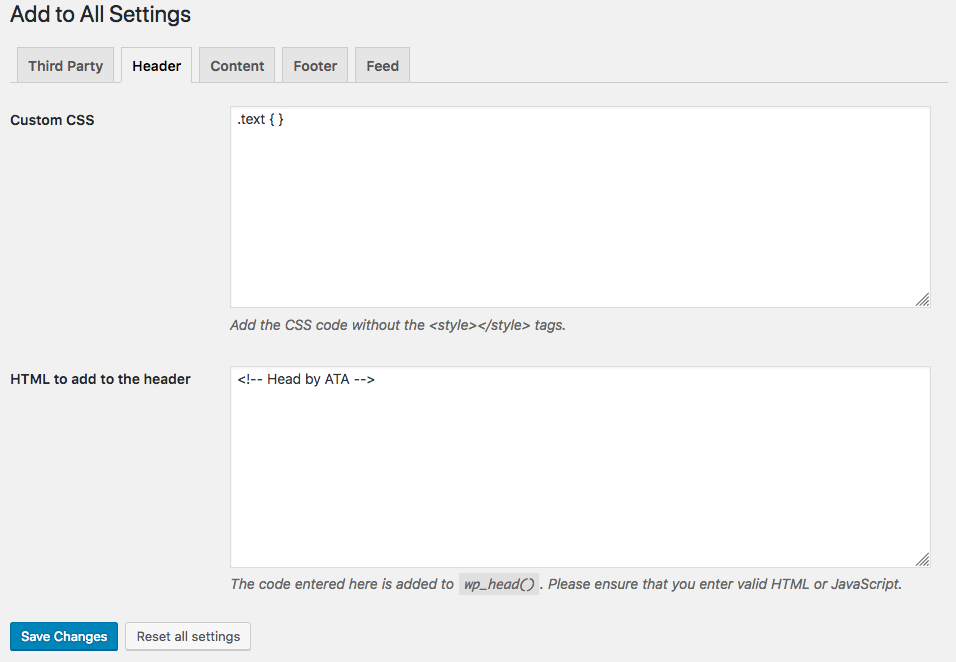 Add to All Settings
Third Party Header Content Footer Feed
Custom CSS
.text { }
Add the CSS code without the <style></style> tags.
HTML to add to the header
<!-- Head by ATA -->
The code entered here is added to wp_head() . Please ensure that you enter valid HTML or JavaScript.
Save Changes Reset all settings